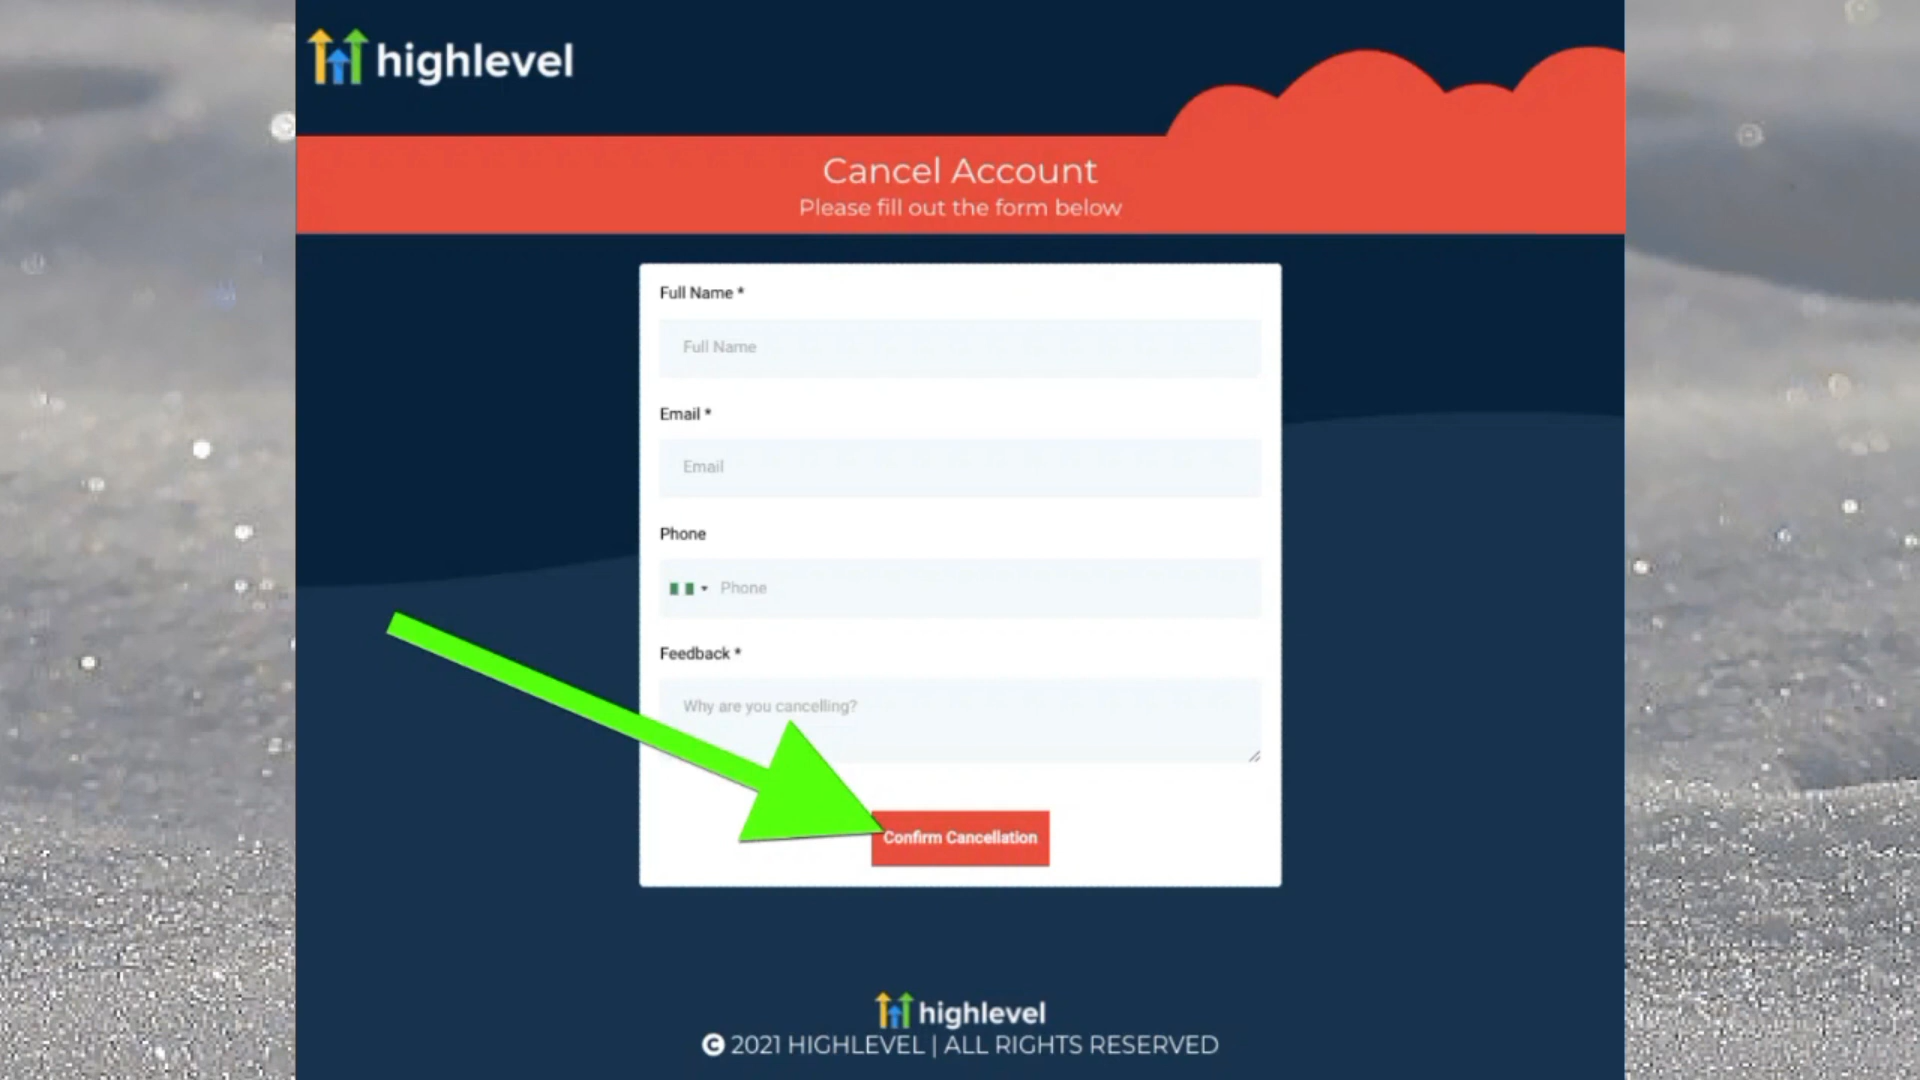 highlevel
Cancel Account
Please fill out the form below
Full Name *
Full Name
Email *
Email
Phone
Phone
Feedback *
Why are you cancelling?
Confirm Cancellation
highlevel
© 2021 HIGHLEVEL | ALL RIGHTS RESERVED